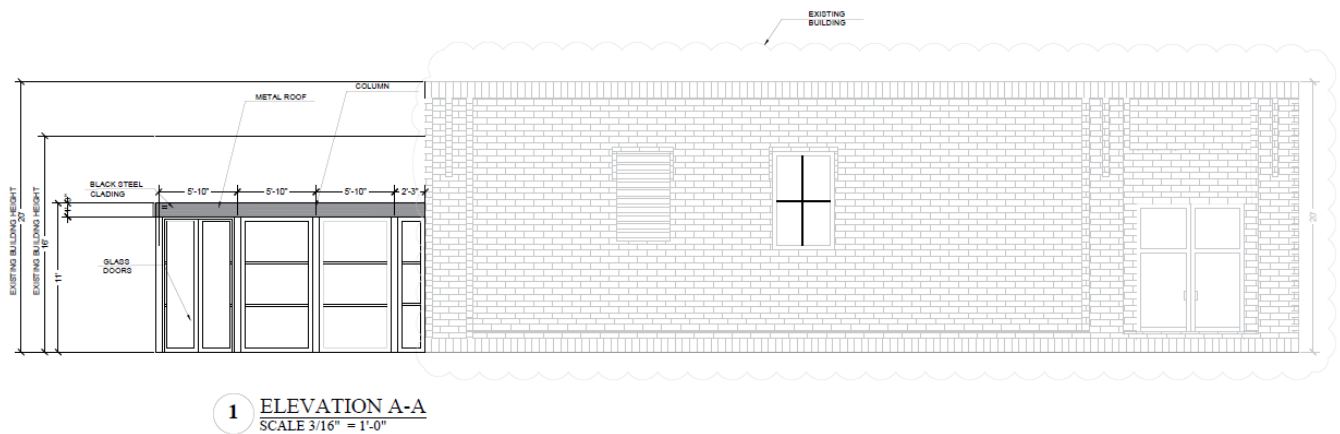 EXISTING
BUILDING
COLUMN
METAL ROOF
BLACK STEEL
CLADING
5'-10"
5'-10"
5'-10"
2'-3"
EXISTING BUILDING HEIGHT
20'
EXISTING BUILDING HEIGHT
16'
11'
GLASS
DOORS
20'
1
ELEVATION A-A
SCALE 3/16" = 1'-0"